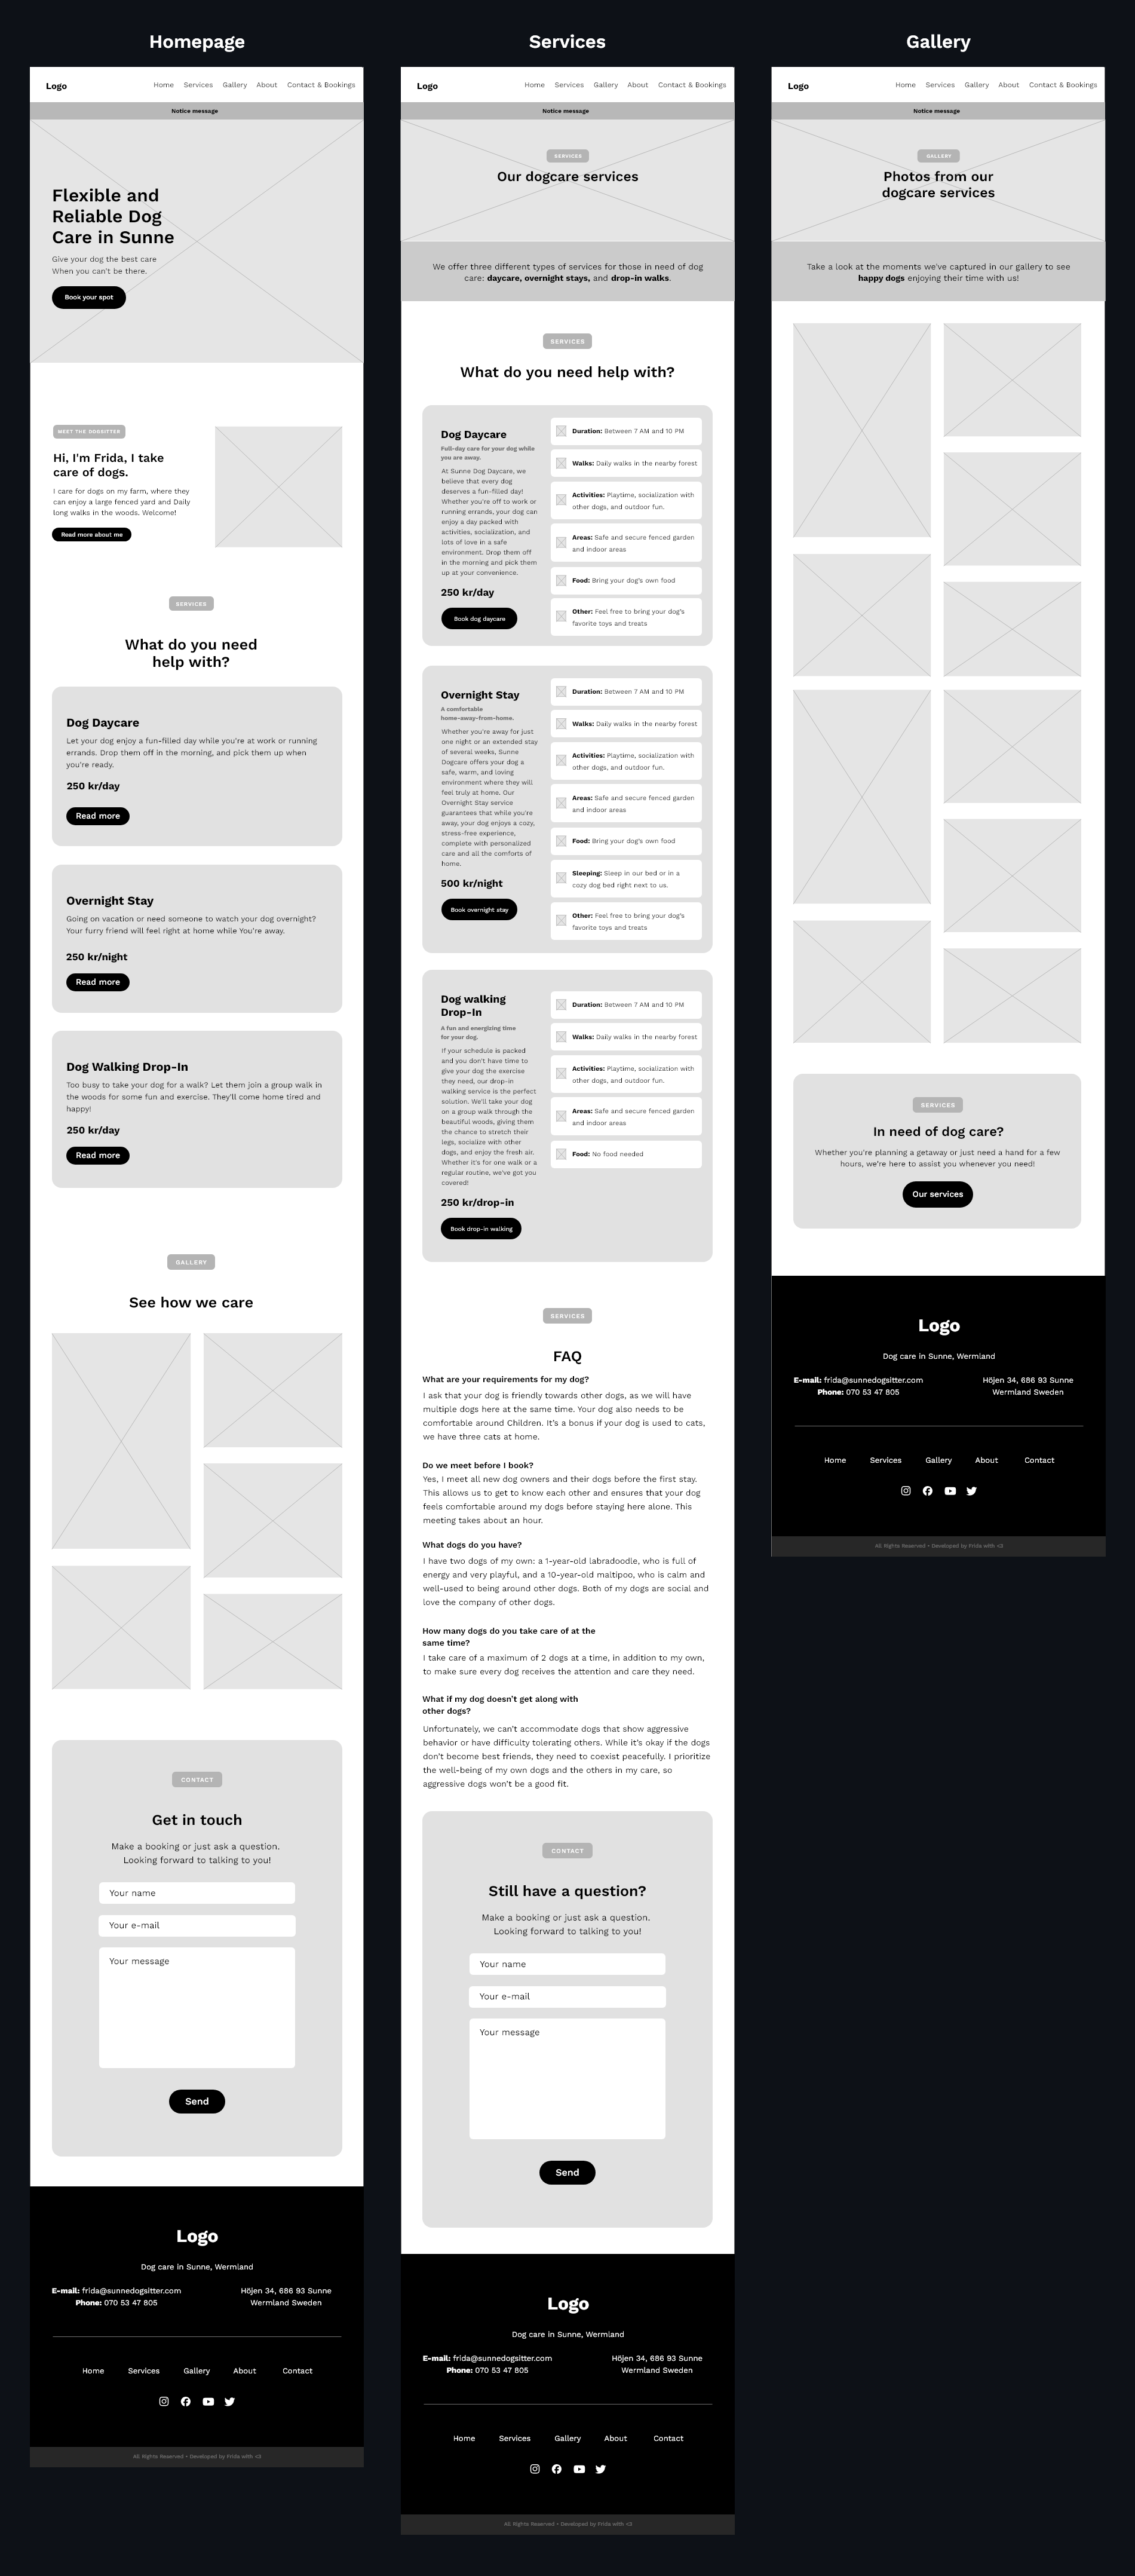 Homepage
Logo
Home Services Gallery About Contact & Bookings
Notice message
Flexible and
Reliable Dog
Care in Sunne
Give your dog the best care
When you can't be there.
Book your spot
MEET THE DOGSITTER
Hi, I'm Frida, I take
care of dogs.
I care for dogs on my farm, where they
can enjoy a large fenced yard and Daily
long walks in the woods. Welcome!
Read more about me
SERVICES
What do you need
help with?
Dog Daycare
Let your dog enjoy a fun-filled day while you're at work or running
errands. Drop them off in the morning, and pick them up when
you're ready.
250 kr/day
Read more
Overnight Stay
Going on vacation or need someone to watch your dog overnight?
Your furry friend will feel right at home while You're away.
250 kr/night
Read more
Dog Walking Drop-In
Too busy to take your dog for a walk? Let them join a group walk in
the woods for some fun and exercise. They'll come home tired and
happy!
250 kr/day
Read more
GALLERY
See how we care
CONTACT
Get in touch
Make a booking or just ask a question.
Looking forward to talking to you!
Your name
Your e-mail
Your message
Send
Logo
Dog care in Sunne, Wermland
E-mail: frida@sunnedogsitter.com
Phone: 070 53 47 805
Höjen 34, 686 93 Sunne
Wermland Sweden
Home Services Gallery About Contact
All Rights Reserved • Developed by Frida with <3
Services
Logo
Home Services Gallery About Contact & Bookings
Notice message
SERVICES
Our dogcare services
We offer three different types of services for those in need of dog
care: daycare, overnight stays, and drop-in walks.
SERVICES
What do you need help with?
Dog Daycare
Full-day care for your dog while
you are away.
At Sunne Dog Daycare, we
believe that every dog
deserves a fun-filled day!
Whether you're off to work or
running errands, your dog can
enjoy a day packed with
activities, socialization, and
lots of love in a safe
environment. Drop them off
in the morning and pick them
up at your convenience.
250 kr/day
Book dog daycare
Duration: Between 7 AM and 10 PM
Walks: Daily walks in the nearby forest
Activities: Playtime, socialization with
other dogs, and outdoor fun.
Areas: Safe and secure fenced garden
and indoor areas
Food: Bring your dog's own food
Other: Feel free to bring your dog's
favorite toys and treats
Overnight Stay
A comfortable
home-away-from-home.
Whether you're away for just
one night or an extended stay
of several weeks, Sunne
Dogcare offers your dog a
safe, warm, and loving
environment where they will
feel truly at home. Our
Overnight Stay service
guarantees that while you're
away, your dog enjoys a cozy,
stress-free experience,
complete with personalized
care and all the comforts of
home.
500 kr/night
Book overnight stay
Duration: Between 7 AM and 10 PM
Walks: Daily walks in the nearby forest
Activities: Playtime, socialization with
other dogs, and outdoor fun.
Areas: Safe and secure fenced garden
and indoor areas
Food: Bring your dog's own food
Sleeping: Sleep in our bed or in a
cozy dog bed right next to us.
Other: Feel free to bring your dog's
favorite toys and treats
Dog walking
Drop-In
A fun and energizing time
for your dog.
If your schedule is packed
and you don't have time to
give your dog the exercise
they need, our drop-in
walking service is the perfect
solution. We'll take your dog
on a group walk through the
beautiful woods, giving them
the chance to stretch their
legs, socialize with other
dogs, and enjoy the fresh air.
Whether it's for one walk or a
regular routine, we've got you
covered!
250 kr/drop-in
Book drop-in walking
Duration: Between 7 AM and 10 PM
Walks: Daily walks in the nearby forest
Activities: Playtime, socialization with
other dogs, and outdoor fun.
Areas: Safe and secure fenced garden
and indoor areas
Food: No food needed
SERVICES
FAQ
What are your requirements for my dog?
I ask that your dog is friendly towards other dogs, as we will have
multiple dogs here at the same time. Your dog also needs to be
comfortable around Children. It's a bonus if your dog is used to cats,
we have three cats at home.
Do we meet before I book?
Yes, I meet all new dog owners and their dogs before the first stay.
This allows us to get to know each other and ensures that your dog
feels comfortable around my dogs before staying here alone. This
meeting takes about an hour.
What dogs do you have?
I have two dogs of my own: a 1-year-old labradoodle, who is full of
energy and very playful, and a 10-year-old maltipoo, who is calm and
well-used to being around other dogs. Both of my dogs are social and
love the company of other dogs.
How many dogs do you take care of at the
same time?
I take care of a maximum of 2 dogs at a time, in addition to my own,
to make sure every dog receives the attention and care they need.
What if my dog doesn't get along with
other dogs?
Unfortunately, we can't accommodate dogs that show aggressive
behavior or have difficulty tolerating others. While it's okay if the dogs
don't become best friends, they need to coexist peacefully. I prioritize
the well-being of my own dogs and the others in my care, so
aggressive dogs won't be a good fit.
CONTACT
Still have a question?
Make a booking or just ask a question.
Looking forward to talking to you!
Your name
Your e-mail
Your message
Send
Logo
Dog care in Sunne, Wermland
E-mail: frida@sunnedogsitter.com
Phone: 070 53 47 805
Höjen 34, 686 93 Sunne
Wermland Sweden
Home Services Gallery About Contact
All Rights Reserved • Developed by Frida with <3
Gallery
Logo
Home Services Gallery About Contact & Bookings
Notice message
GALLERY
Photos from our
dogcare services
Take a look at the moments we've captured in our gallery to see
happy dogs enjoying their time with us!
SERVICES
In need of dog care?
Whether you're planning a getaway or just need a hand for a few
hours, we're here to assist you whenever you need!
Our services
Logo
Dog care in Sunne, Wermland
E-mail: frida@sunnedogsitter.com
Phone: 070 53 47 805
Höjen 34, 686 93 Sunne
Wermland Sweden
Home Services Gallery About Contact
All Rights Reserved • Developed by Frida with <3